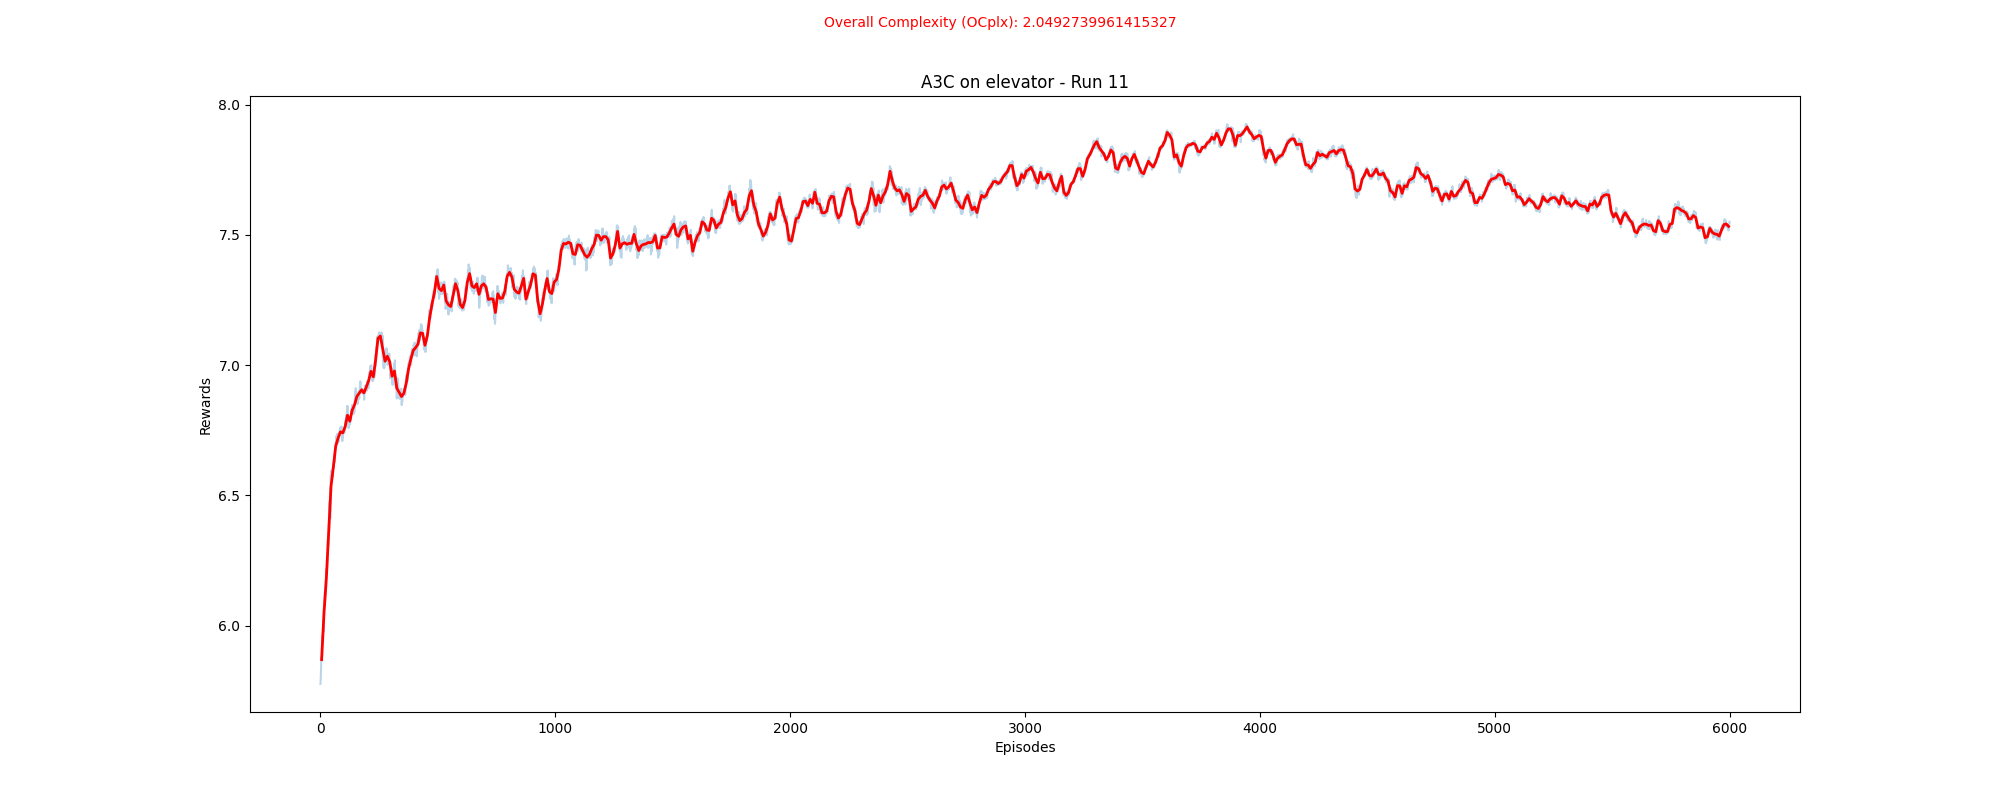 Overall Complexity (OCplx): 2.0492739961415327
A3C on elevator - Run 11
8.0
7.5
7.0
6.5
6.0
Rewards
0 1000 2000 3000 4000 5000 6000
Episodes